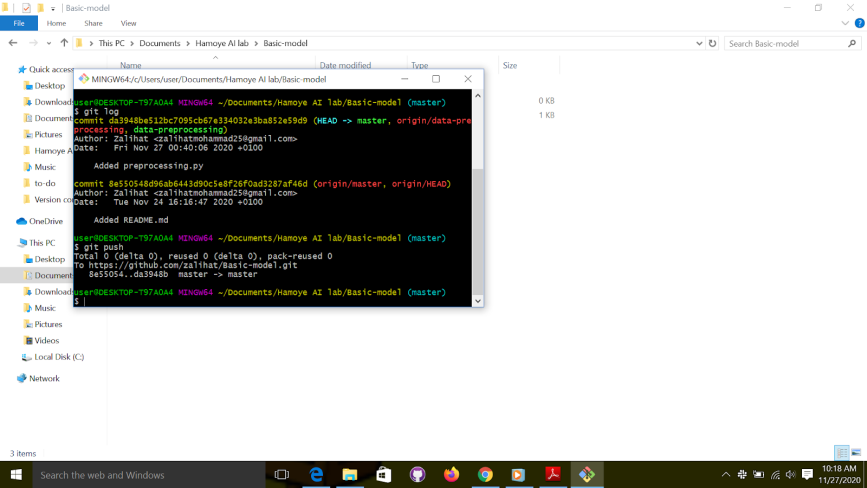 Basic-model
File
Home
Share
View
This PC
Documents
Hamoye AI lab
Basic-model
Search Basic-model
Name
Date modified
Type
Size
Quick access
Desktop
Download
Document
Pictures
Hamoye A
Music
to-do
Version co
OneDrive
This PC
Desktop
Document
Download
Music
Pictures
Videos
Local Disk (C:)
Network
0 KB
1 KB
MINGW64:/c/Users/user/Documents/Hamoye AI lab/Basic-model
user@DESKTOP-T97A0A4 MINGW64 ~/Documents/Hamoye AI lab/Basic-model (master)
$ git log
commit da3948be512bc7095cb67e334032e3ba852e59d9 (HEAD -> master, origin/data-pre
processing, data-preprocessing)
Author: Zalihat <zalihatmohammad25@gmail.com>
Date:   Fri Nov 27 00:40:06 2020 +0100
Added preprocessing.py
commit 8e550548d96ab6443d90c5e8f26f0ad3287af46d (origin/master, origin/HEAD)
Author: Zalihat <zalihatmohammad25@gmail.com>
Date:   Tue Nov 24 16:16:47 2020 +0100
Added README.md
user@DESKTOP-T97A0A4 MINGW64 ~/Documents/Hamoye AI lab/Basic-model (master)
$ git push
Total 0 (delta 0), reused 0 (delta 0), pack-reused 0
To https://github.com/zalihat/Basic-model.git
8e55054..da3948b  master -> master
user@DESKTOP-T97A0A4 MINGW64 ~/Documents/Hamoye AI lab/Basic-model (master)
$
3 items
Search the web and Windows
10:18 AM
11/27/2020